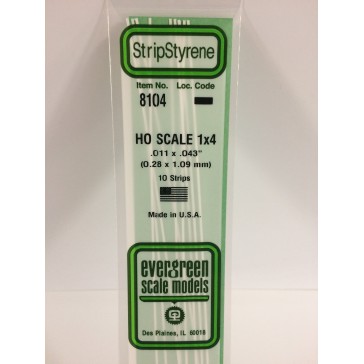 StripStyrene
Item No. Loc. Code
8104
HO SCALE 1x4
.011 x .043"
(0.28 x 1.09 mm)
10 Strips
Made in U.S.A.
evergreen
scale models
Des Plaines, IL 60018